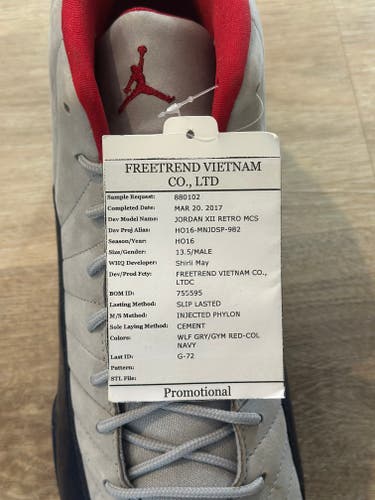 FREETREND VIETNAM
CO., LTD
Sample Request: 880102
Completed Date: MAR 20. 2017
Dev Model Name: JORDAN XII RETRO MCS
Dev Proj Alias: HO16-MNJDSP-982
Season/Year: HO16
Size/Gender: 13.5/MALE
WHQ Developer: Shirli May
Dev/Prod Fcty: FREETREND VIETNAM CO.,
LTDC
BOM ID: 755595
Lasting Method: SLIP LASTED
M/S Method: INJECTED PHYLON
Sole Laying Method: CEMENT
Colors: WLF GRY/GYM RED-COL
NAVY
Last ID: G-72
Pattern:
STL File:
Promotional